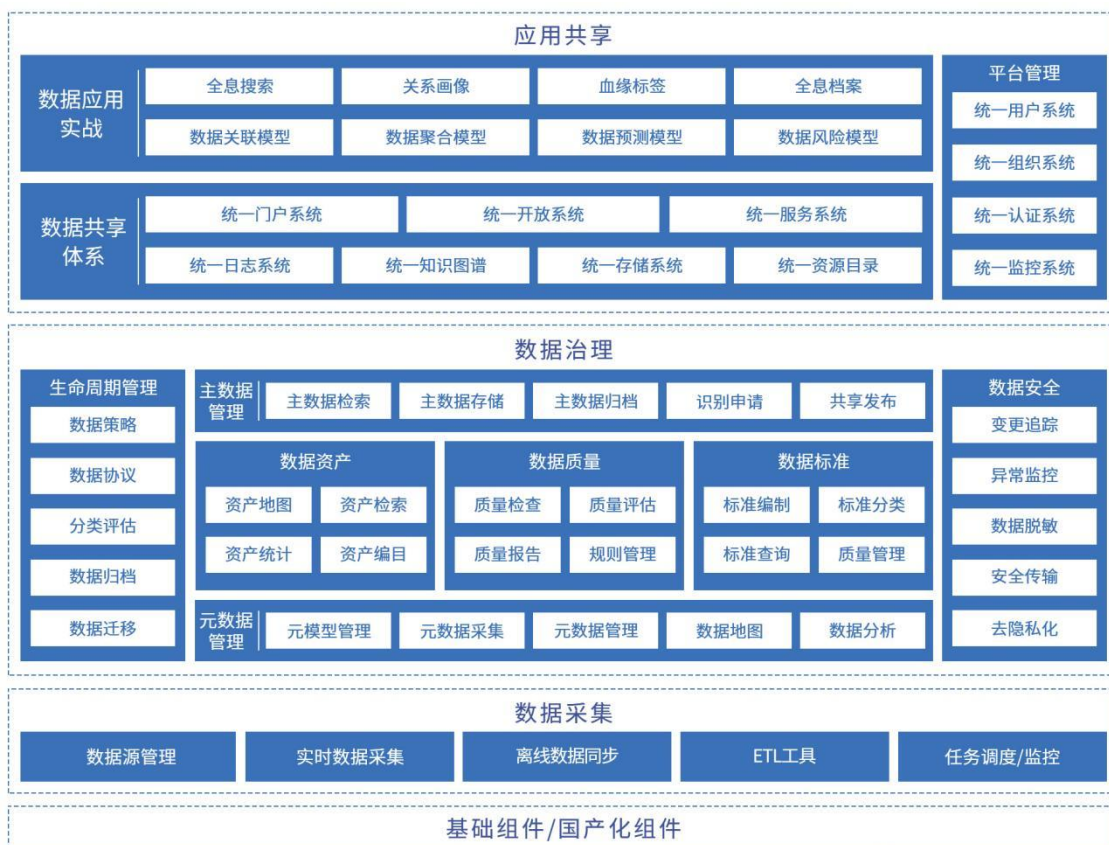 应用共享
数据应用
实战
全息搜索
关系画像
血缘标签
全息档案
数据关联模型
数据聚合模型
数据预测模型
数据风险模型
数据共享
体系
统一门户系统
统一开放系统
统一服务系统
统一日志系统
统一知识图谱
统一存储系统
统一资源目录
平台管理
统一用户系统
统一组织系统
统一认证系统
统一监控系统
数据治理
生命周期管理
数据策略
数据协议
分类评估
数据归档
数据迁移
主数据
管理
主数据检索
主数据存储
主数据归档
识别申请
共享发布
数据资产
资产地图
资产检索
资产统计
资产编目
数据质量
质量检查
质量评估
质量报告
规则管理
数据标准
标准编制
标准分类
标准查询
质量管理
元数据
管理
元模型管理
元数据采集
元数据管理
数据地图
数据分析
数据安全
变更追踪
异常监控
数据脱敏
安全传输
去隐私化
数据采集
数据源管理
实时数据采集
离线数据同步
ETL工具
任务调度/监控
基础组件/国产化组件